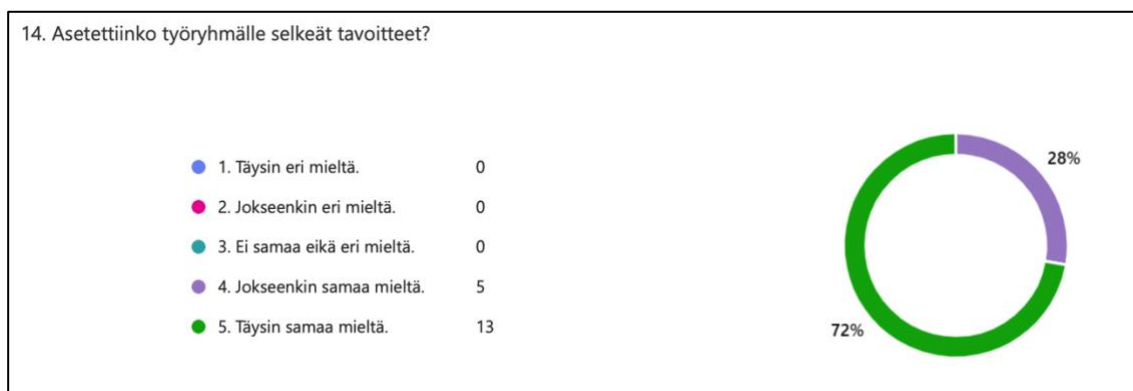 14. Asetettiinko työryhmälle selkeät tavoitteet?
1. Täysin eri mieltä. 0
2. Jokseenkin eri mieltä. 0
3. Ei samaa eikä eri mieltä. 0
4. Jokseenkin samaa mieltä. 5
5. Täysin samaa mieltä. 13
28%
72%